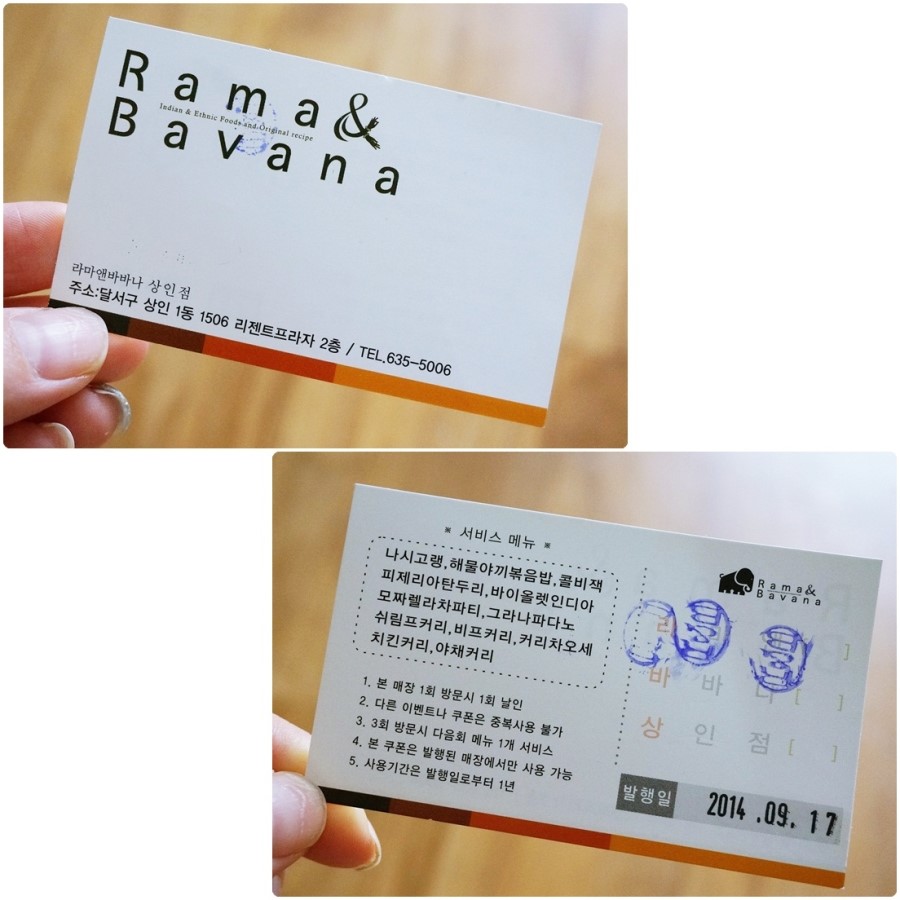 Rama&
Indian & Ethnic Foods and Original recipe
Bavana
라마앤바바나 상인점
주소:달서구 상인 1동 1506 리젠트프라자 2층 / TEL.635-5006
※ 서비스 메뉴 ※
나시고랭,해물야끼볶음밥,콜비잭
피제리아탄두리,바이올렛인디아
모짜렐라차파티,그라나파다노
쉬림프커리,비프커리,커리차오세
치킨커리,야채커리
1. 본 매장 1회 방문시 1회 날인
2. 다른 이벤트나 쿠폰은 중복사용 불가
3. 3회 방문시 다음회 메뉴 1개 서비스
4. 본 쿠폰은 발행된 매장에서만 사용 가능
5. 사용기간은 발행일로부터 1년
Rama&
Bavana
라 ]
바 바 나 [ ]
상 인 점 [ ]
발행일 2014.09.17